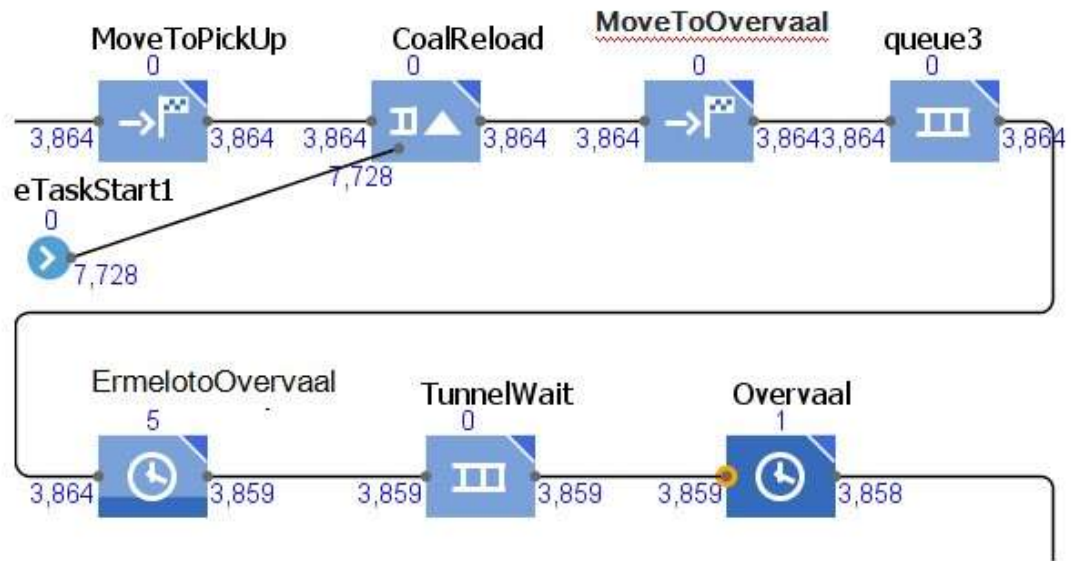 MoveToPickUp CoalReload MoveToOvervaal queue3
0 0 0 0
3,864 3,864 3,864 3,864 3,864 3,864 3,864 3,864
7,728
eTaskStart1
0
7,728
ErmelotoOvervaal TunnelWait Overvaal
5 0 1
3,864 3,859 3,859 3,859 3,859 3,858